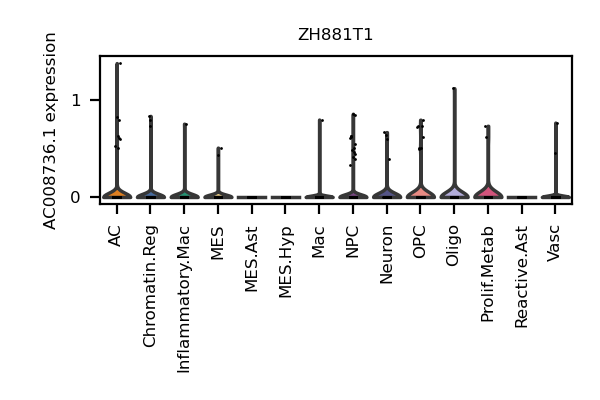 ZH881T1
AC008736.1 expression
1
0
AC
Chromatin.Reg
Inflammatory.Mac
MES
MES.Ast
MES.Hyp
Mac
NPC
Neuron
OPC
Oligo
Prolif.Metab
Reactive.Ast
Vasc